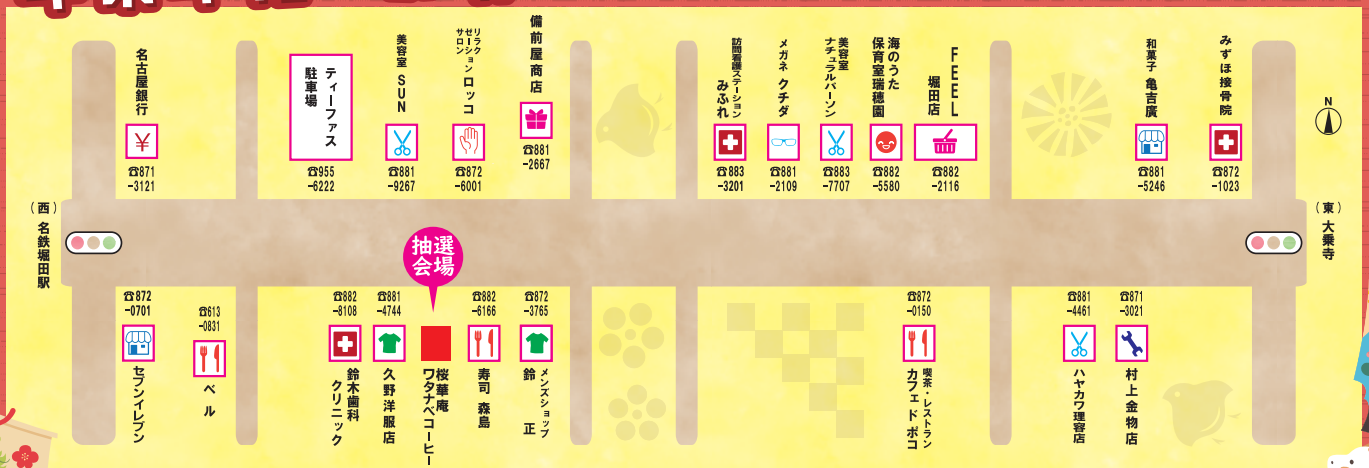 名古屋銀行
¥
☎871
-3121
ティーファス
駐車場
☎955
-6222
美容室 SUN
☎881
-9267
リラク
ゼーション
サロン
ロッコ
☎872
-6001
備前屋商店
☎881
-2667
訪問看護ステーション
みふれ
☎883
-3201
メガネ クチダ
☎881
-2109
美容室
ナチュラルパーソン
☎883
-7707
海のうた
保育室瑞穂園
☎882
-5580
FEEL
堀田店
☎882
-2116
和菓子 亀吉廣
☎881
-5246
みずほ接骨院
☎872
-1023
N
(西) 名鉄堀田駅
(東) 大乗寺
抽選
会場
☎872
-0701
セブンイレブン
☎613
-0831
ベル
☎882
-8108
鈴木歯科
クリニック
☎881
-4744
久野洋服店
桜華庵
ワタナベコーヒー
☎882
-6166
寿司 森島
☎872
-3765
メンズショップ
鈴正
☎872
-0150
喫茶・レストラン
カフェドポコ
☎881
-4461
ハヤカワ理容店
☎871
-3021
村上金物店